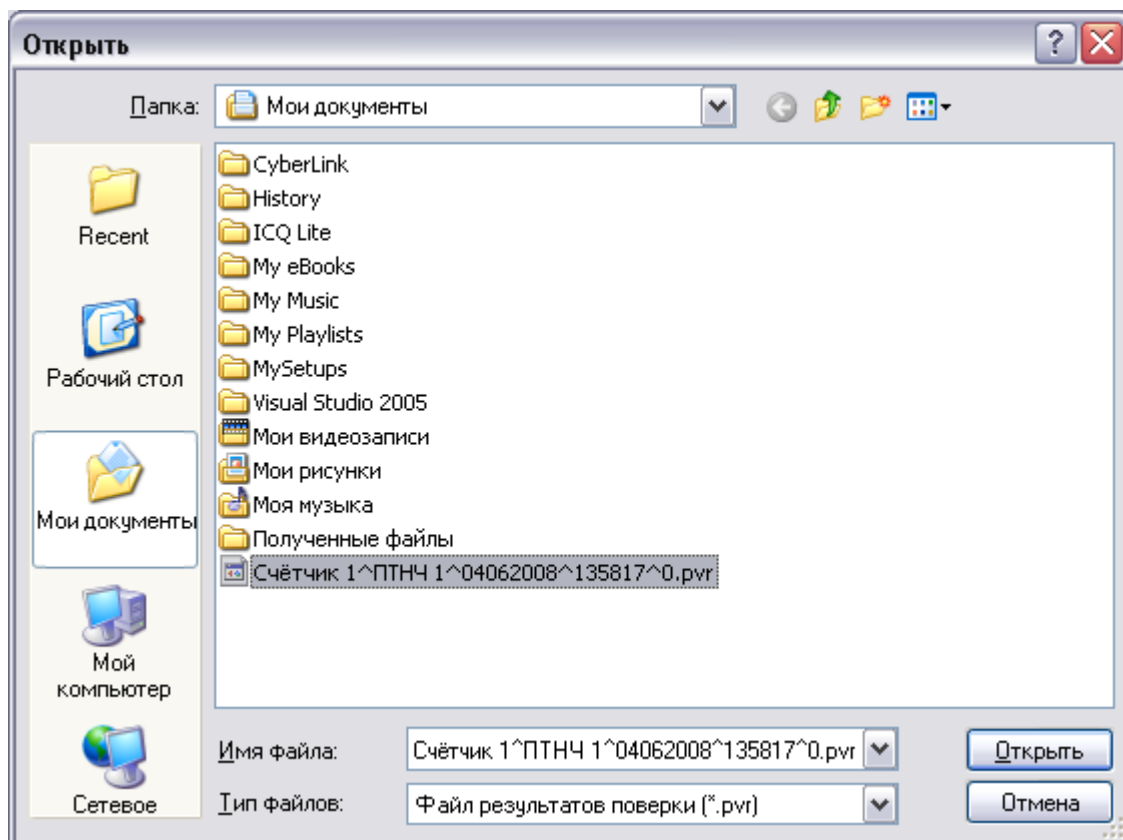 Открыть
Папка:
Мои документы
Recent
Рабочий стол
Мои документы
Мой
компьютер
Сетевое
CyberLink
History
ICQ Lite
My eBooks
My Music
My Playlists
MySetups
Visual Studio 2005
Мои видеозаписи
Мои рисунки
Моя музыка
Полученные файлы
Счётчик 1^ПТНЧ 1^04062008^135817^0.pvr
Имя файла:
Счётчик 1^ПТНЧ 1^04062008^135817^0.pvr
Открыть
Тип файлов:
Файл результатов поверки (*.pvr)
Отмена